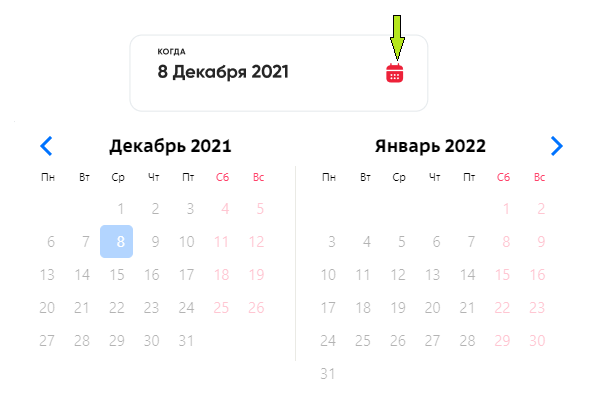 КОГДА
8 Декабря 2021
Декабрь 2021
Январь 2022
Пн Вт Ср Чт Пт Сб Вс
Пн Вт Ср Чт Пт Сб Вс
1 2 3 4 5
1 2
6 7 8 9 10 11 12
3 4 5 6 7 8 9
13 14 15 16 17 18 19
10 11 12 13 14 15 16
20 21 22 23 24 25 26
17 18 19 20 21 22 23
27 28 29 30 31
24 25 26 27 28 29 30
31